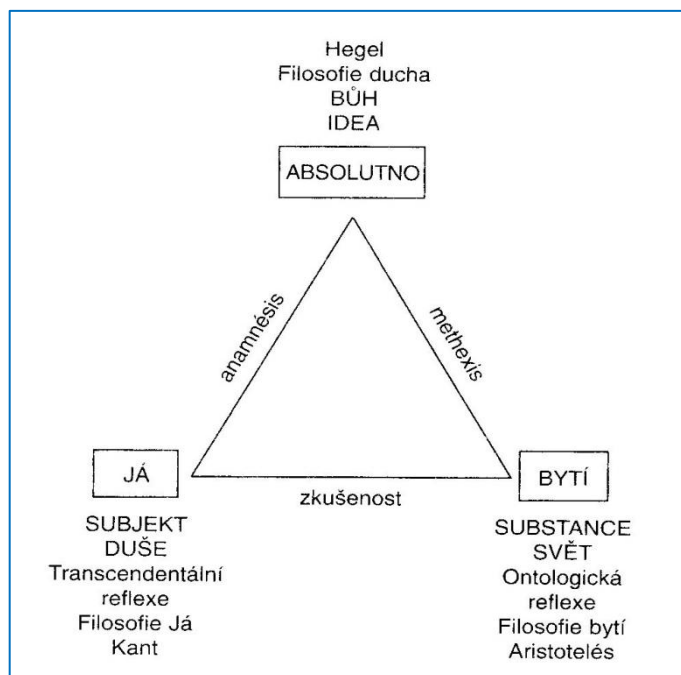 Hegel
Filosofie ducha
BŮH
IDEA
ABSOLUTNO
anamnésis
methexis
JÁ
zkušenost
BYTÍ
SUBJEKT
DUŠE
Transcendentální
reflexe
Filosofie Já
Kant
SUBSTANCE
SVĚT
Ontologická
reflexe
Filosofie bytí
Aristotelés